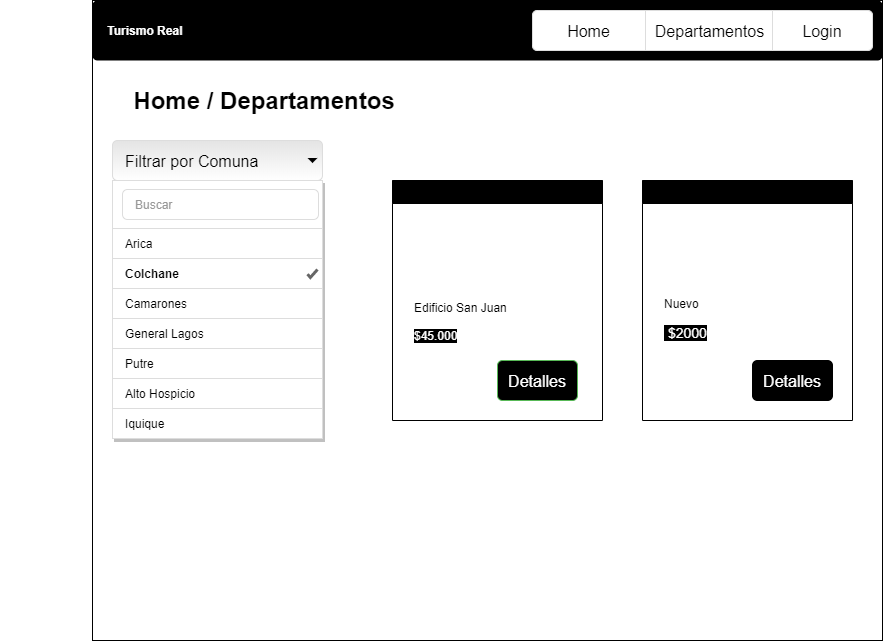 Turismo Real
Home Departamentos Login
Home / Departamentos
Filtrar por Comuna
Buscar
Arica
Colchane
Camarones
General Lagos
Putre
Alto Hospicio
Iquique
Edificio San Juan
$45.000
Detalles
Nuevo
$2000
Detalles